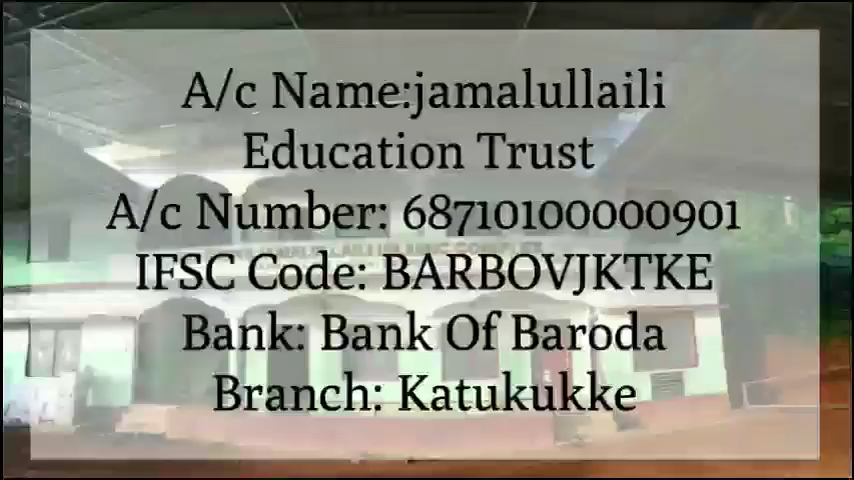 A/c Name:jamalullaili
Education Trust
A/c Number: 68710100000901
IFSC Code: BARBOVJKTKE
Bank: Bank Of Baroda
Branch: Katukukke